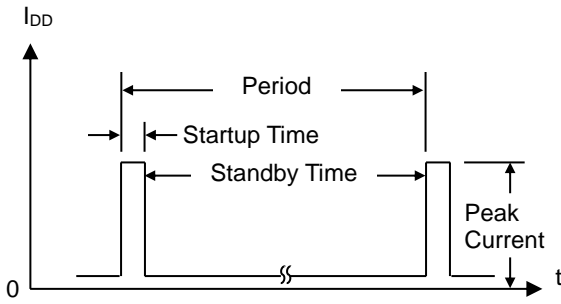 IDD
Period
Startup Time
Standby Time
Peak
Current
0
t